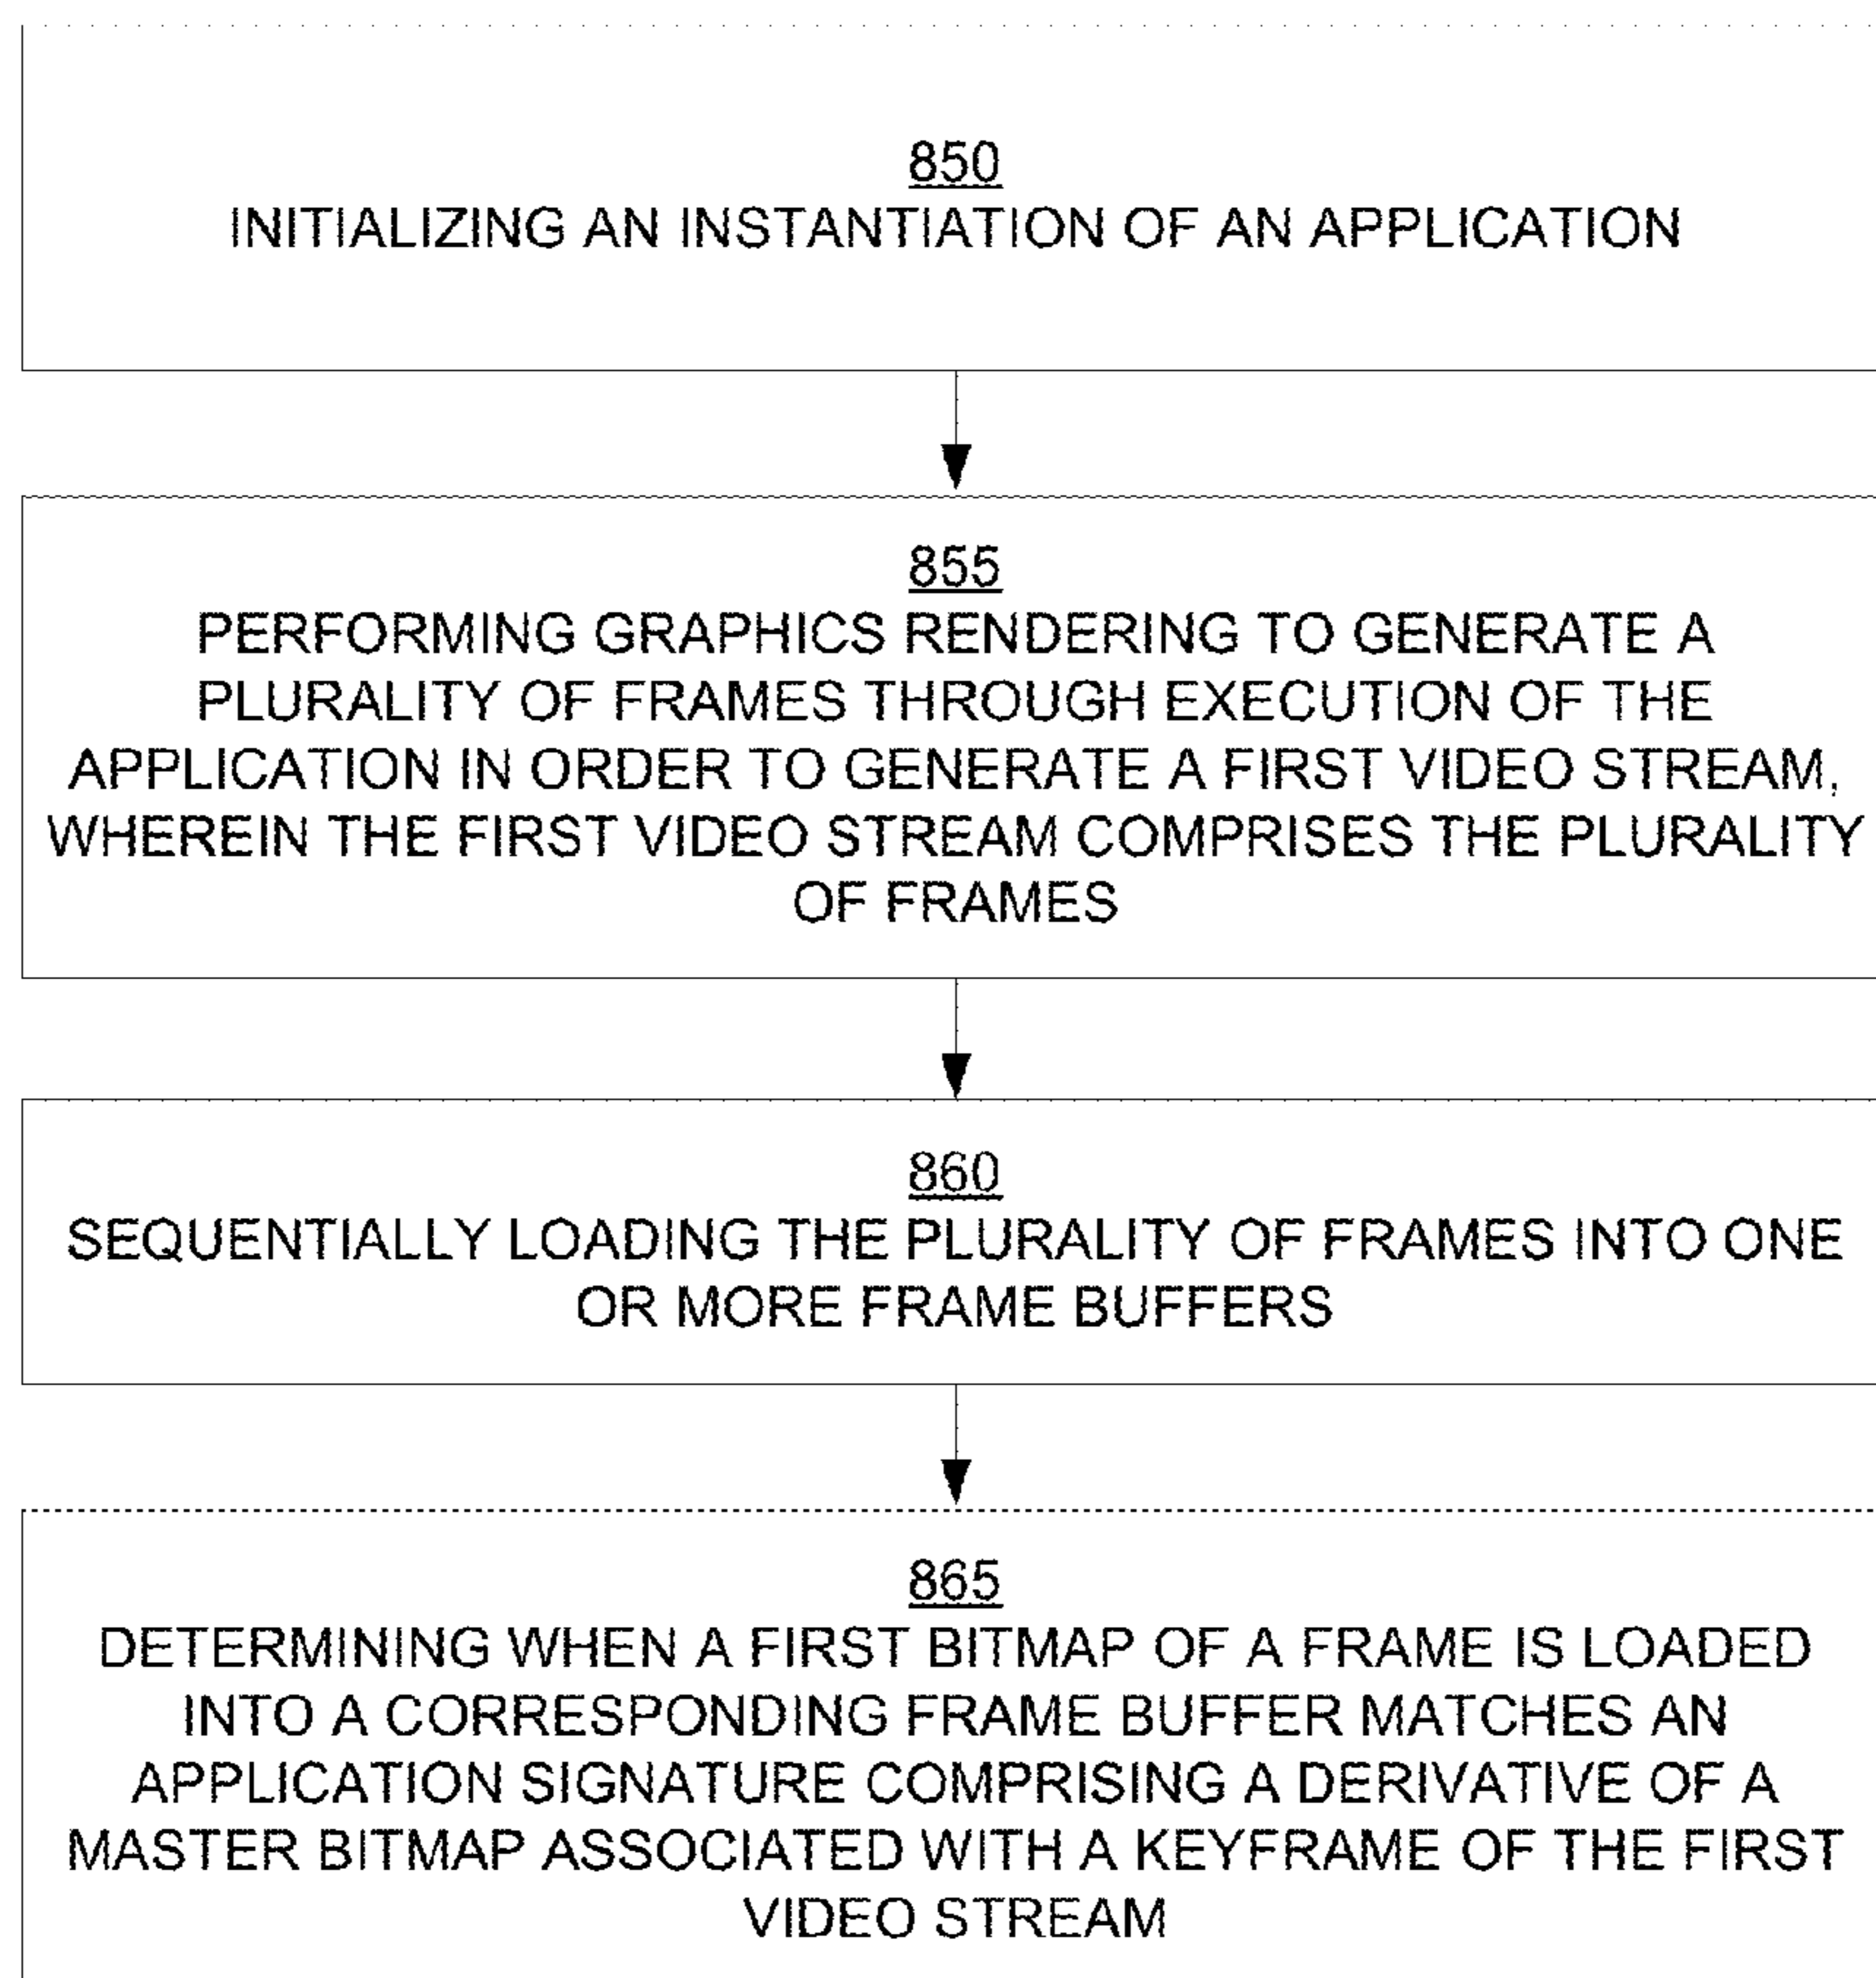 850
INITIALIZING AN INSTANTIATION OF AN APPLICATION
855
PERFORMING GRAPHICS RENDERING TO GENERATE A
PLURALITY OF FRAMES THROUGH EXECUTION OF THE
APPLICATION IN ORDER TO GENERATE A FIRST VIDEO STREAM,
WHEREIN THE FIRST VIDEO STREAM COMPRISES THE PLURALITY
OF FRAMES
860
SEQUENTIALLY LOADING THE PLURALITY OF FRAMES INTO ONE
OR MORE FRAME BUFFERS
865
DETERMINING WHEN A FIRST BITMAP OF A FRAME IS LOADED
INTO A CORRESPONDING FRAME BUFFER MATCHES AN
APPLICATION SIGNATURE COMPRISING A DERIVATIVE OF A
MASTER BITMAP ASSOCIATED WITH A KEYFRAME OF THE FIRST
VIDEO STREAM